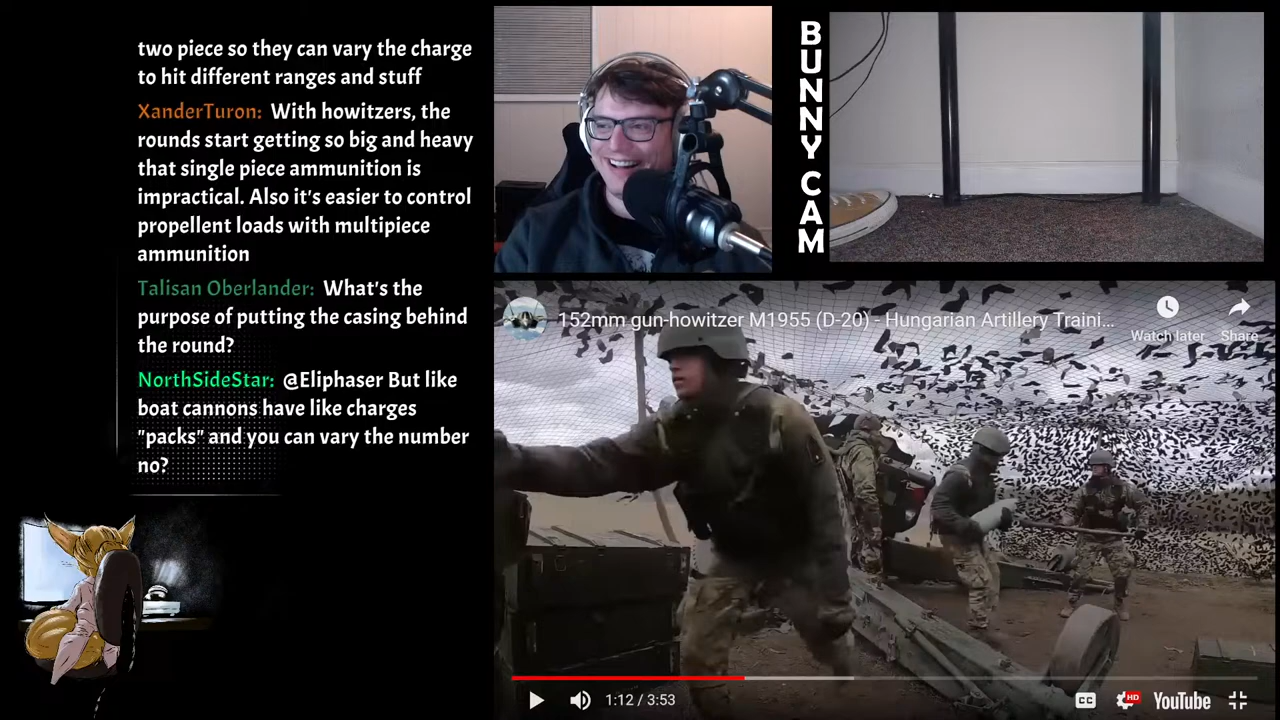 two piece so they can vary the charge
to hit different ranges and stuff
XanderTuron: With howitzers, the
rounds start getting so big and heavy
that single piece ammunition is
impractical. Also it's easier to control
propellent loads with multipiece
ammunition
Talisan Oberlander: What's the
purpose of putting the casing behind
the round?
NorthSideStar: @Eliphaser But like
boat cannons have like charges
"packs" and you can vary the number
no?
BUNNY CAM
152mm gun-howitzer M1955 (D-20) - Hungarian Artillery Traini...
Watch later
Share
1:12 / 3:53
CC
HD
YouTube